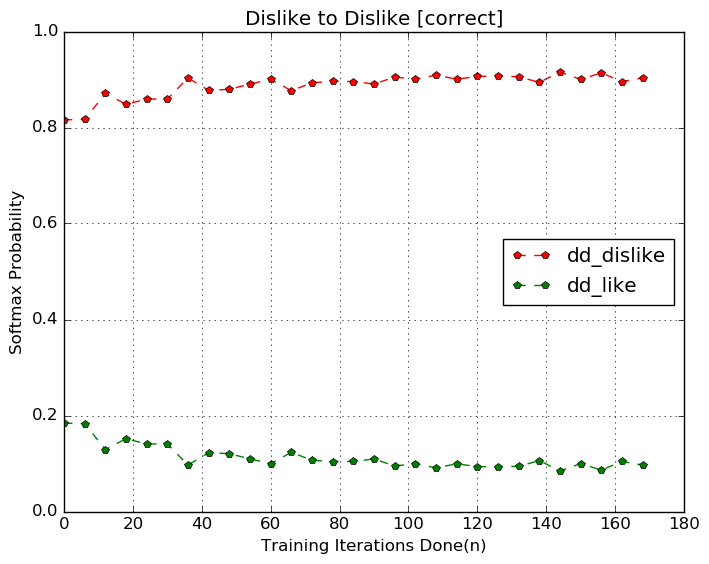 Dislike to Dislike [correct]
1.0
0.8
0.6
0.4
0.2
0.0
Softmax Probability
dd_dislike
dd_like
0 20 40 60 80 100 120 140 160 180
Training Iterations Done(n)